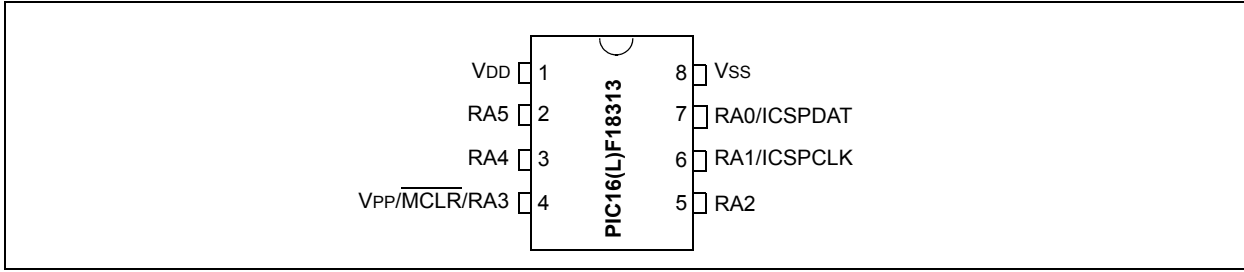 VDD 1 8 VSS
RA5 2 7 RA0/ICSPDAT
RA4 3 6 RA1/ICSPCLK
VPP/MCLR/RA3 4 5 RA2
PIC16(L)F18313